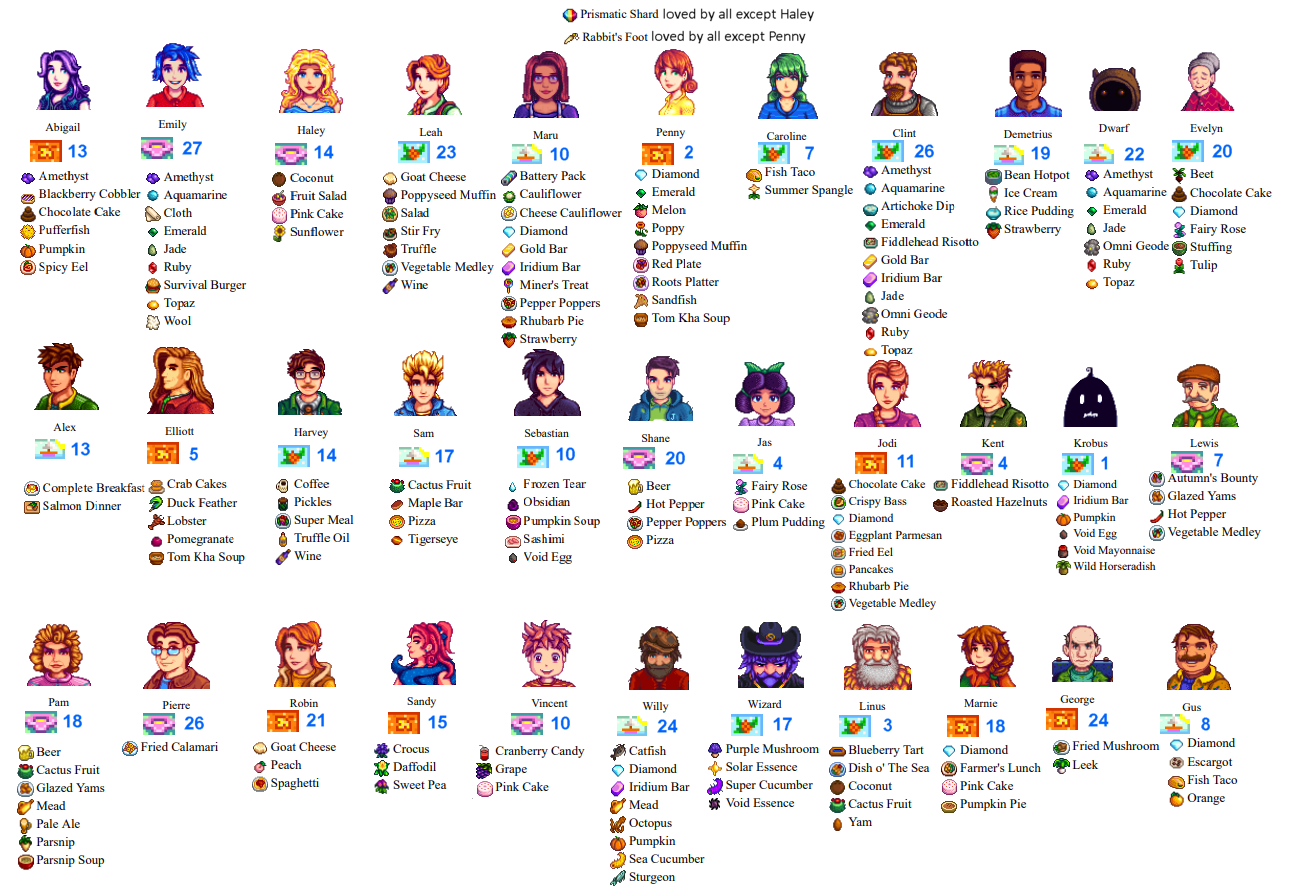 Prismatic Shard loved by all except Haley
Rabbit's Foot loved by all except Penny
Abigail
13
Amethyst
Blackberry Cobbler
Chocolate Cake
Pufferfish
Pumpkin
Spicy Eel
Emily
27
Amethyst
Aquamarine
Cloth
Emerald
Jade
Ruby
Survival Burger
Topaz
Wool
Haley
14
Coconut
Fruit Salad
Pink Cake
Sunflower
Leah
23
Goat Cheese
Poppyseed Muffin
Salad
Stir Fry
Truffle
Vegetable Medley
Wine
Maru
10
Battery Pack
Cauliflower
Cheese Cauliflower
Diamond
Gold Bar
Iridium Bar
Miner's Treat
Pepper Poppers
Rhubarb Pie
Strawberry
Penny
2
Diamond
Emerald
Melon
Poppy
Poppyseed Muffin
Red Plate
Roots Platter
Sandfish
Tom Kha Soup
Caroline
7
Fish Taco
Summer Spangle
Clint
26
Amethyst
Aquamarine
Artichoke Dip
Emerald
Fiddlehead Risotto
Gold Bar
Iridium Bar
Jade
Omni Geode
Ruby
Topaz
Demetrius
19
Bean Hotpot
Ice Cream
Rice Pudding
Strawberry
Dwarf
22
Amethyst
Aquamarine
Emerald
Jade
Omni Geode
Ruby
Topaz
Evelyn
20
Beet
Chocolate Cake
Diamond
Fairy Rose
Stuffing
Tulip
Alex
13
Complete Breakfast
Salmon Dinner
Elliott
5
Crab Cakes
Duck Feather
Lobster
Pomegranate
Tom Kha Soup
Harvey
14
Coffee
Pickles
Super Meal
Truffle Oil
Wine
Sam
17
Cactus Fruit
Maple Bar
Pizza
Tigerseye
Sebastian
10
Frozen Tear
Obsidian
Pumpkin Soup
Sashimi
Void Egg
Shane
20
Beer
Hot Pepper
Pepper Poppers
Pizza
Jas
4
Fairy Rose
Pink Cake
Plum Pudding
Jodi
11
Chocolate Cake
Crispy Bass
Diamond
Eggplant Parmesan
Fried Eel
Pancakes
Rhubarb Pie
Vegetable Medley
Kent
4
Fiddlehead Risotto
Roasted Hazelnuts
Krobus
1
Diamond
Iridium Bar
Pumpkin
Void Egg
Void Mayonnaise
Wild Horseradish
Lewis
7
Autumn's Bounty
Glazed Yams
Hot Pepper
Vegetable Medley
Pam
18
Beer
Cactus Fruit
Glazed Yams
Mead
Pale Ale
Parsnip
Parsnip Soup
Pierre
26
Fried Calamari
Robin
21
Goat Cheese
Peach
Spaghetti
Sandy
15
Crocus
Daffodil
Sweet Pea
Vincent
10
Cranberry Candy
Grape
Pink Cake
Willy
24
Catfish
Diamond
Iridium Bar
Mead
Octopus
Pumpkin
Sea Cucumber
Sturgeon
Wizard
17
Purple Mushroom
Solar Essence
Super Cucumber
Void Essence
Linus
3
Blueberry Tart
Dish o' The Sea
Coconut
Cactus Fruit
Yam
Marnie
18
Diamond
Farmer's Lunch
Pink Cake
Pumpkin Pie
George
24
Fried Mushroom
Leek
Gus
8
Diamond
Escargot
Fish Taco
Orange